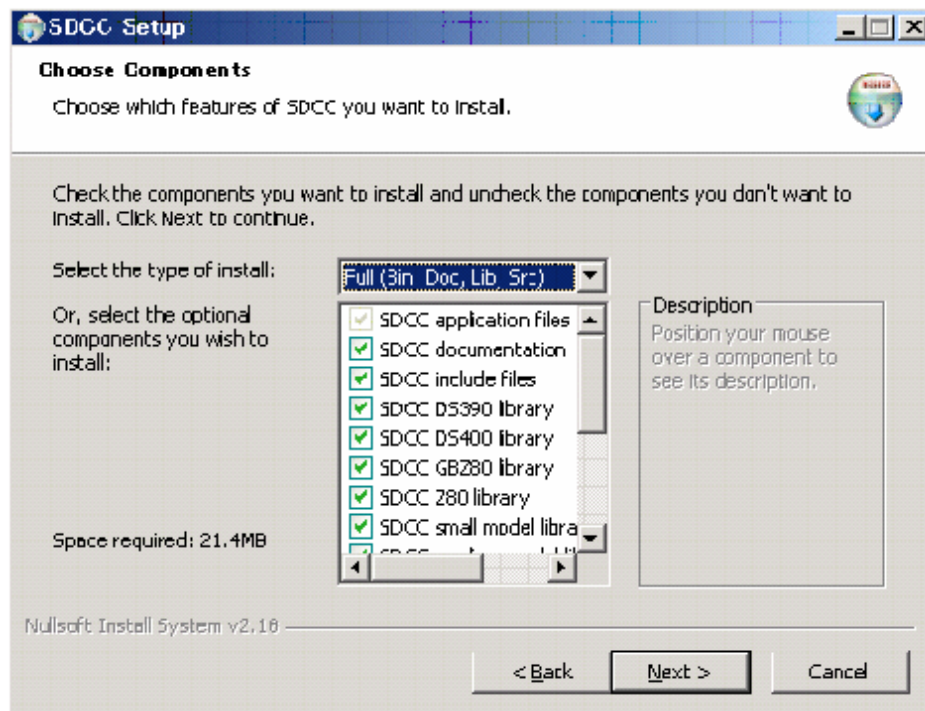 SDCC Setup
Choose Components
Choose which features of SDCC you want to install.
Check the components you want to install and uncheck the components you don't want to
install. Click Next to continue.
Select the type of install:
Full (Bin, Doc, Lib, Src)
Or, select the optional
components you wish to
install:
SDCC application files
SDCC documentation
SDCC include files
SDCC DS390 library
SDCC DS400 library
SDCC GBZ80 library
SDCC Z80 library
SDCC small model libra
Description
Position your mouse
over a component to
see its description.
Space required: 21.4MB
Nullsoft Install System v2.16
< Back
Next >
Cancel